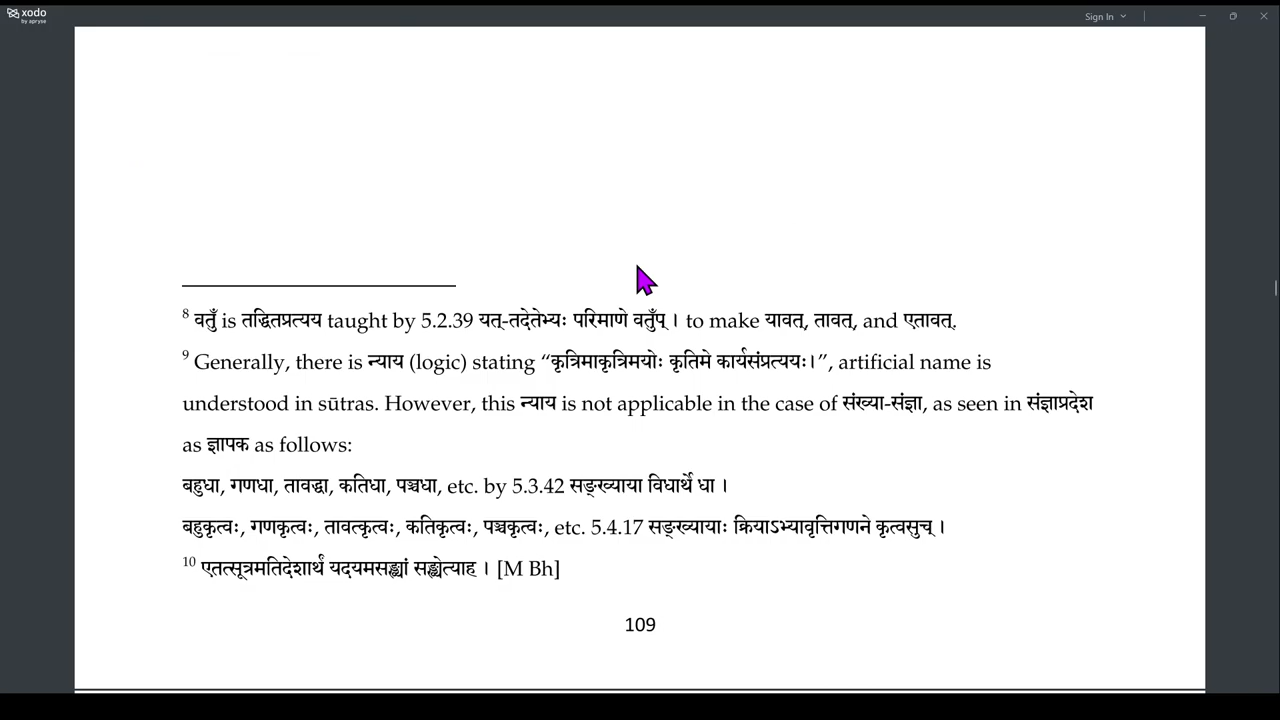 xodo
by apryse
Sign In
8 वतुँ is तद्धितप्रत्यय taught by 5.2.39 यत्-तदेतेभ्यः परिमाणे वतुँप् । to make यावत्, तावत्, and एतावत्.
9 Generally, there is न्याय (logic) stating “कृत्रिमाकृत्रिमयोः कृतिमे कार्यसंप्रत्ययः।”, artificial name is
understood in sūtras. However, this न्याय is not applicable in the case of संख्या-संज्ञा, as seen in संज्ञाप्रदेश
as ज्ञापक as follows:
बहुधा, गणधा, तावद्धा, कतिधा, पञ्चधा, etc. by 5.3.42 सङ्ख्याया विधार्थे धा ।
बहुकृत्वः, गणकृत्वः, तावत्कृत्वः, कतिकृत्वः, पञ्चकृत्वः, etc. 5.4.17 सङ्ख्यायाः क्रियाऽभ्यावृत्तिगणने कृत्वसुच् ।
10 एतत्सूत्रमतिदेशार्थं यदयमसङ्ख्यां सङ्ख्येत्याह । [M Bh]
109